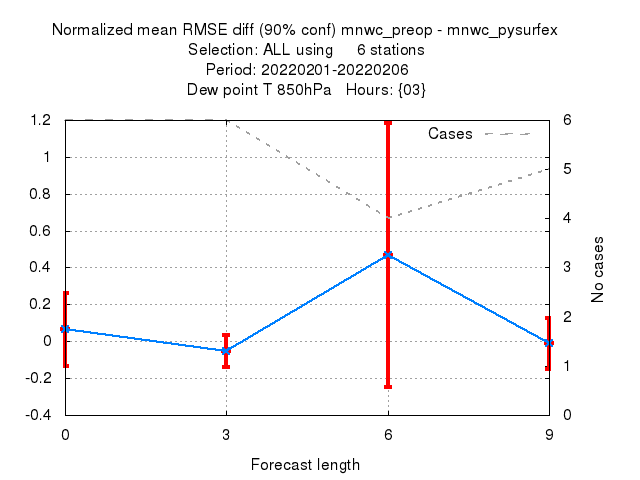 Normalized mean RMSE diff (90% conf) mnwc_preop - mnwc_pysurfex
Selection: ALL using     6 stations
Period: 20220201-20220206
Dew point T 850hPa   Hours: {03}
Cases
1.2
1
0.8
0.6
0.4
0.2
0
-0.2
-0.4
6
5
4
3
2
1
0
No cases
0 3 6 9
Forecast length